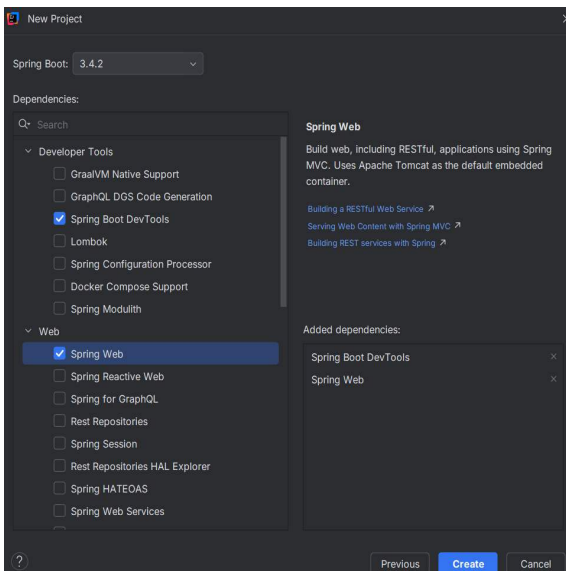 New Project
Spring Boot:
3.4.2
Dependencies:
Search
Developer Tools
GraalVM Native Support
GraphQL DGS Code Generation
Spring Boot DevTools
Lombok
Spring Configuration Processor
Docker Compose Support
Spring Modulith
Web
Spring Web
Spring Reactive Web
Spring for GraphQL
Rest Repositories
Spring Session
Rest Repositories HAL Explorer
Spring HATEOAS
Spring Web Services
Spring Web
Build web, including RESTful, applications using Spring
MVC. Uses Apache Tomcat as the default embedded
container.
Building a RESTful Web Service ↗
Serving Web Content with Spring MVC ↗
Building REST services with Spring ↗
Added dependencies:
Spring Boot DevTools
Spring Web
?
Previous
Create
Cancel